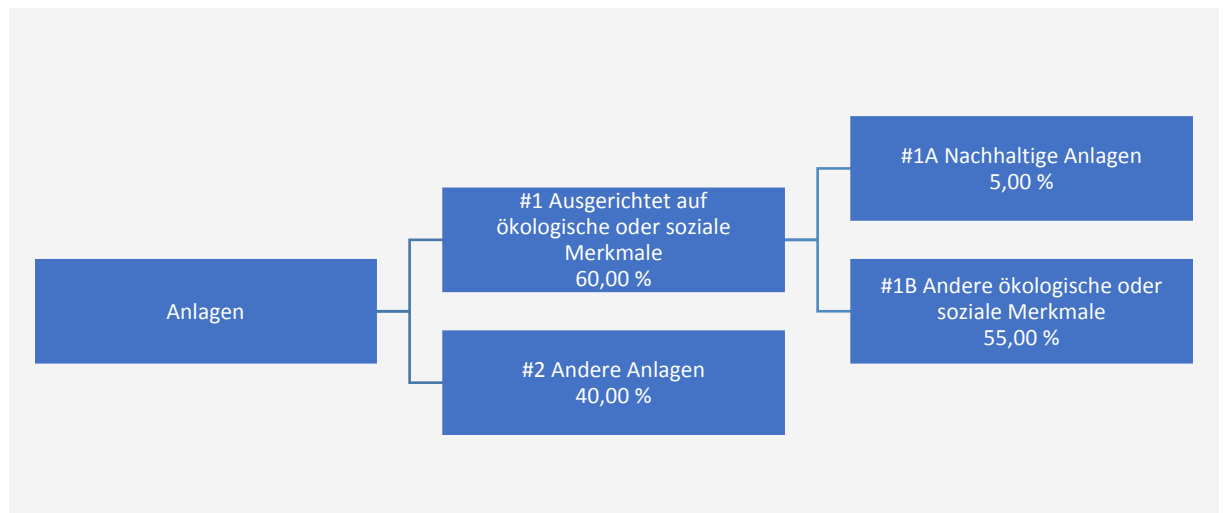 Anlagen
#1 Ausgerichtet auf
ökologische oder soziale
Merkmale
60,00 %
#2 Andere Anlagen
40,00 %
#1A Nachhaltige Anlagen
5,00 %
#1B Andere ökologische oder
soziale Merkmale
55,00 %